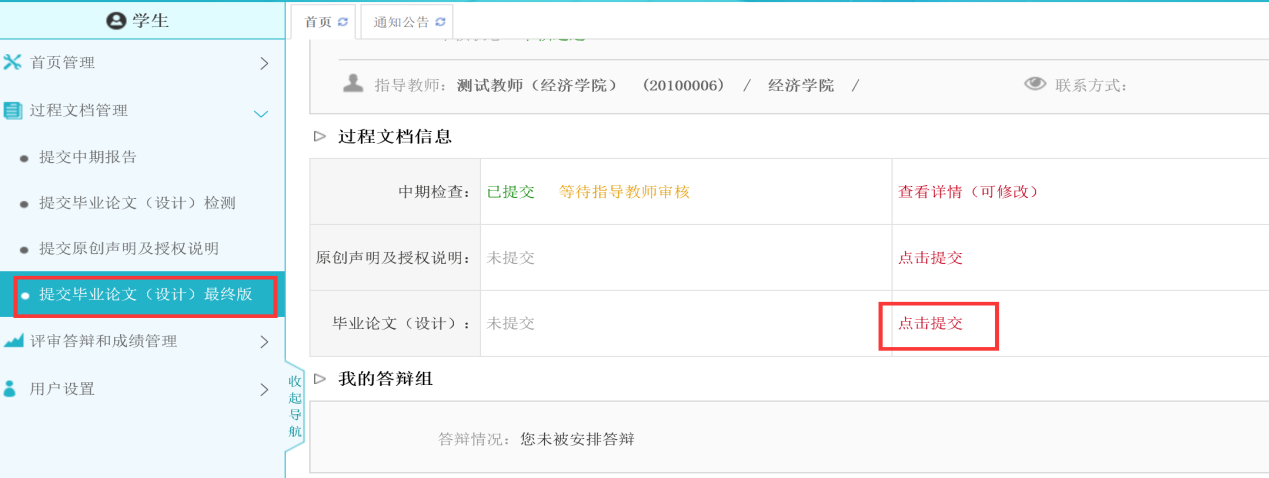 学生
首页管理
过程文档管理
提交中期报告
提交毕业论文（设计）检测
提交原创声明及授权说明
提交毕业论文（设计）最终版
评审答辩和成绩管理
用户设置
收起导航
首页 通知公告
指导教师： 测试教师（经济学院） （20100006） / 经济学院 / 联系方式：
过程文档信息
中期检查： 已提交 等待指导教师审核 查看详情（可修改）
原创声明及授权说明： 未提交 点击提交
毕业论文（设计）： 未提交 点击提交
我的答辩组
答辩情况： 您未被安排答辩